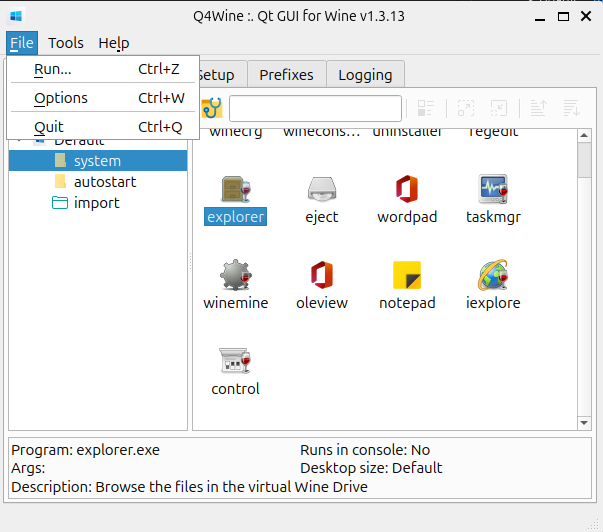 Q4Wine :. Qt GUI for Wine v1.3.13
File Tools Help
Run... Ctrl+Z
Options Ctrl+W
Quit Ctrl+Q
Setup Prefixes Logging
Default
system
autostart
import
winecfg winecons... uninstaller regedit
explorer eject wordpad taskmgr
winemine oleview notepad iexplore
control
Program: explorer.exe Runs in console: No
Args: Desktop size: Default
Description: Browse the files in the virtual Wine Drive